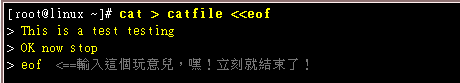 [root@linux ~]# cat > catfile <<eof
> This is a test testing
> OK now stop
> eof <==輸入這個玩意兒，嘿！立刻就結束了！